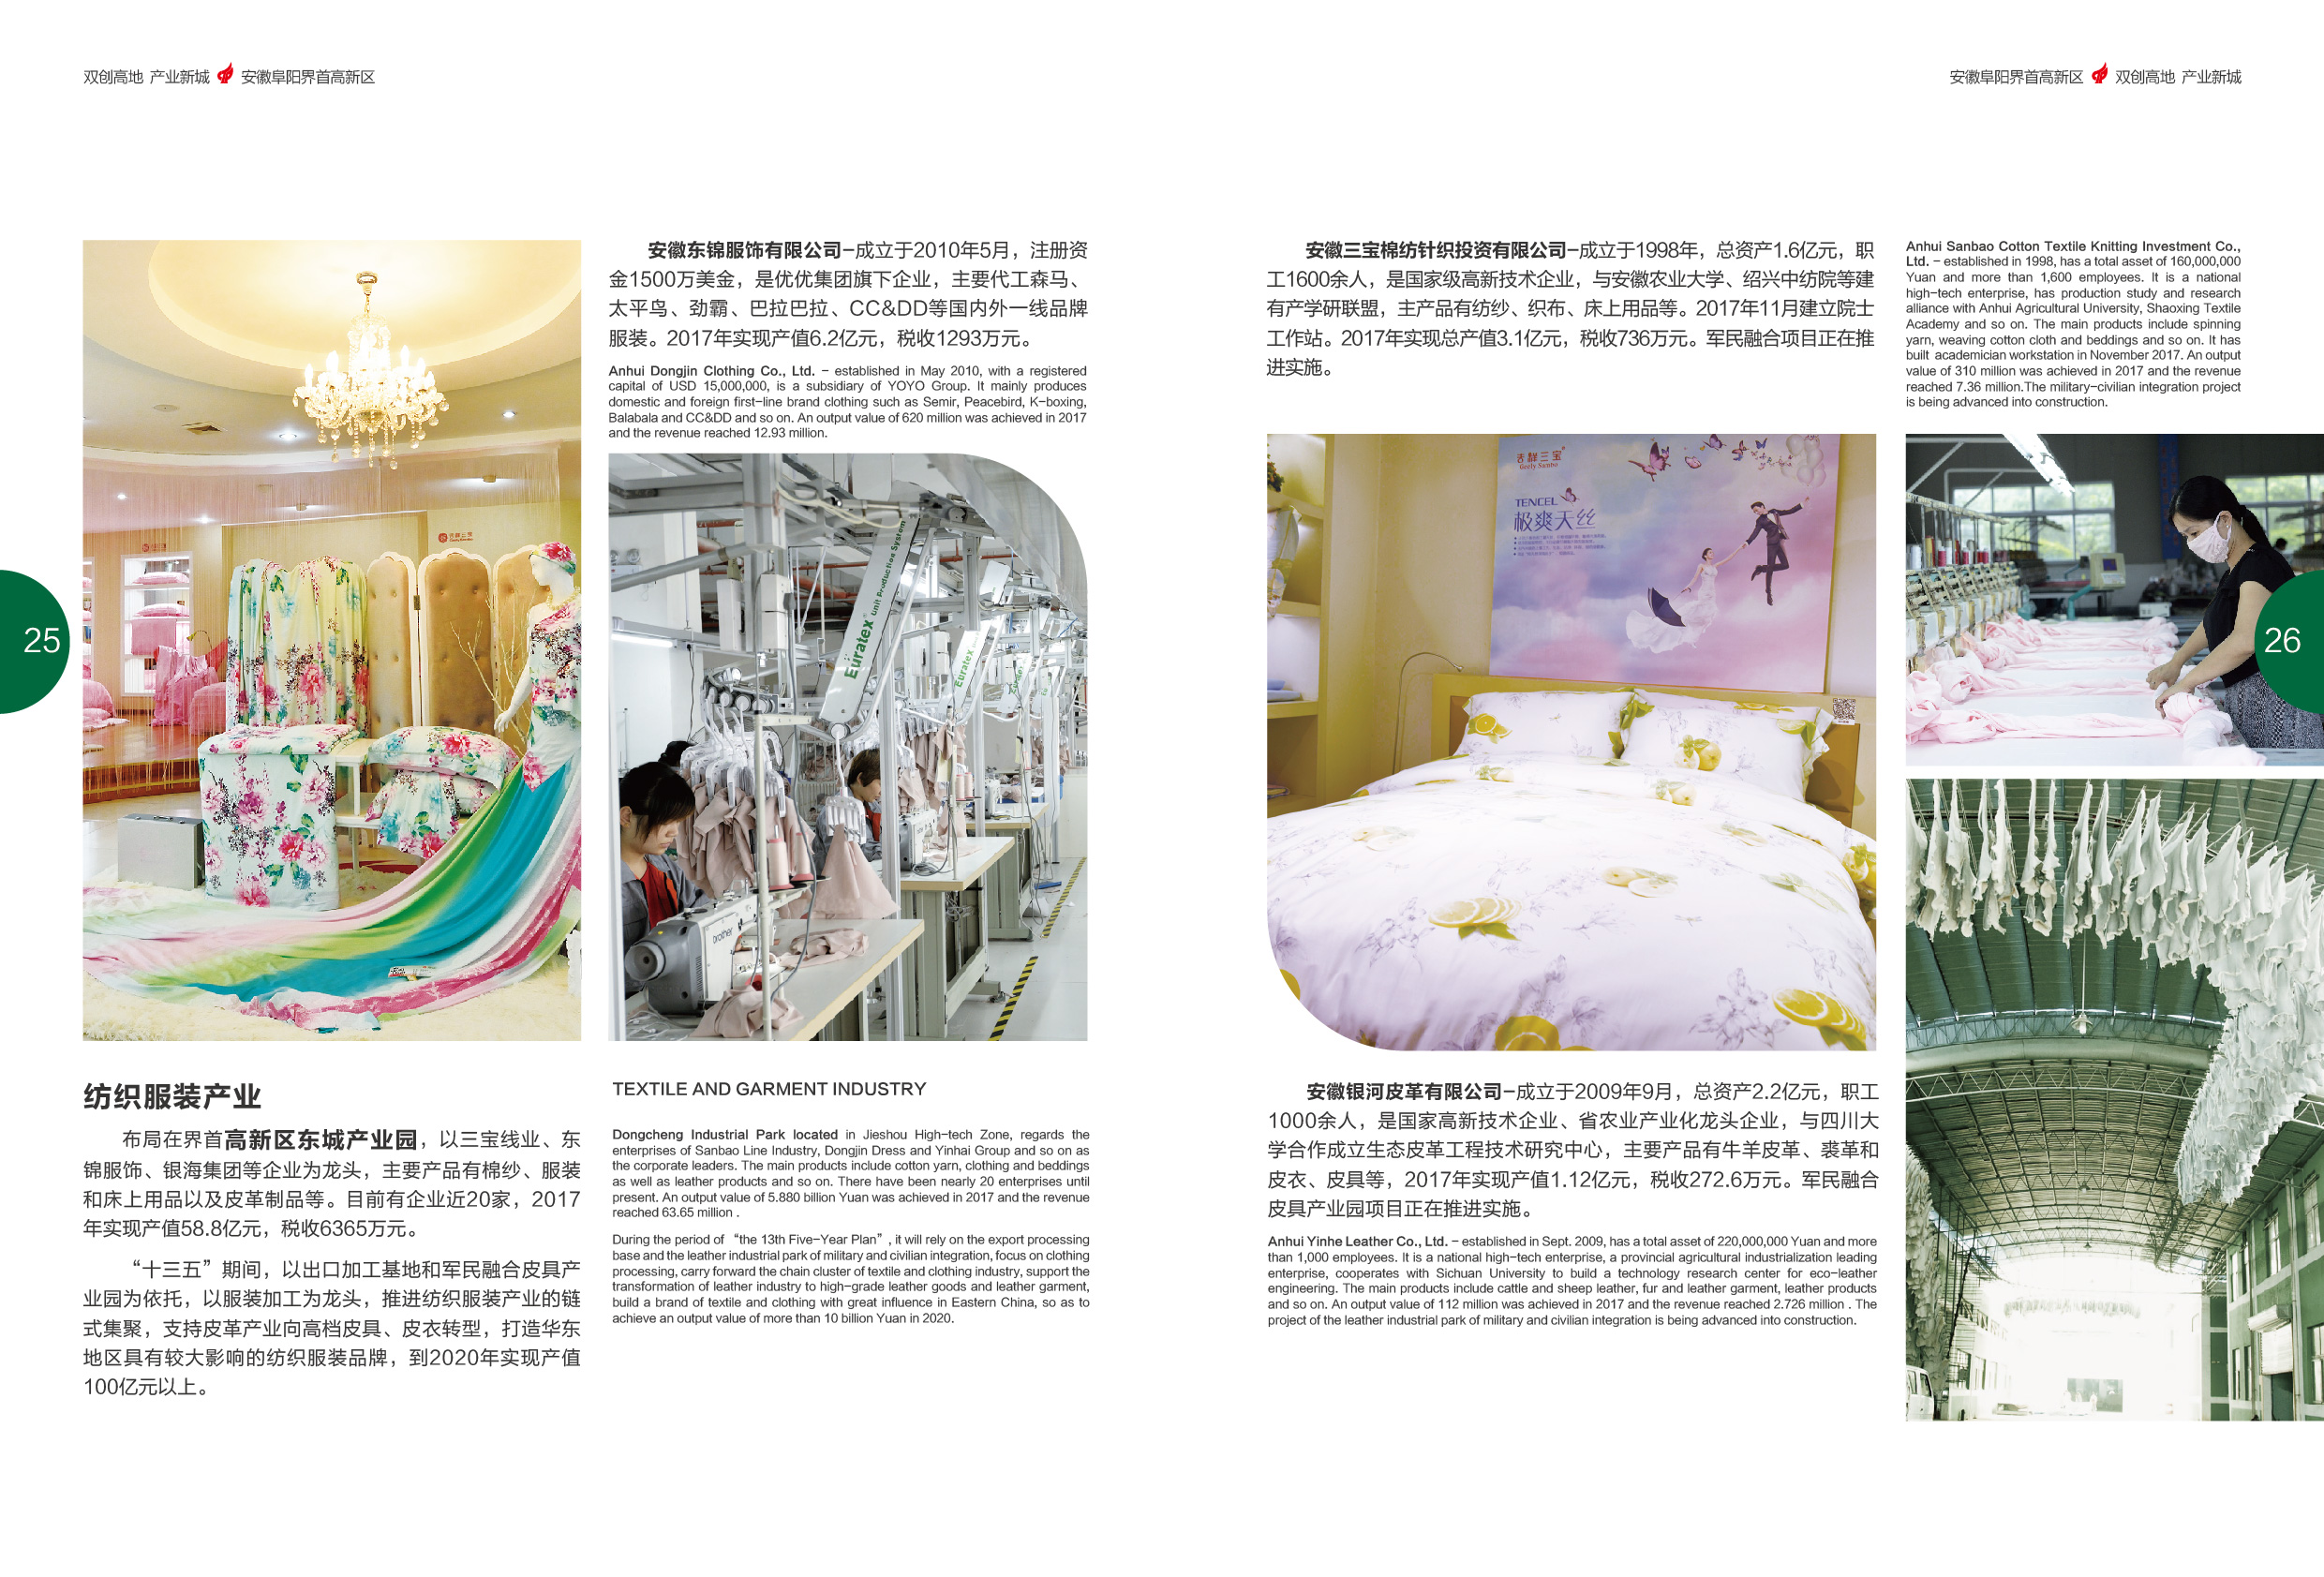 双创高地 产业新城 安徽阜阳界首高新区
安徽阜阳界首高新区 双创高地 产业新城
25
安徽东锦服饰有限公司–成立于2010年5月，注册资
金1500万美金，是优优集团旗下企业，主要代工森马、
太平鸟、劲霸、巴拉巴拉、CC&DD等国内外一线品牌
服装。2017年实现产值6.2亿元，税收1293万元。
Anhui Dongjin Clothing Co., Ltd. – established in May 2010, with a registered
capital of USD 15,000,000, is a subsidiary of YOYO Group. It mainly produces
domestic and foreign first–line brand clothing such as Semir, Peacebird, K–boxing,
Balabala and CC&DD and so on. An output value of 620 million was achieved in 2017
and the revenue reached 12.93 million.
Euratex Unit Production System
Euratex
brother
纺织服装产业
布局在界首高新区东城产业园，以三宝线业、东
锦服饰、银海集团等企业为龙头，主要产品有棉纱、服装
和床上用品以及皮革制品等。目前有企业近20家，2017
年实现产值58.8亿元，税收6365万元。
“十三五”期间，以出口加工基地和军民融合皮具产
业园为依托，以服装加工为龙头，推进纺织服装产业的链
式集聚，支持皮革产业向高档皮具、皮衣转型，打造华东
地区具有较大影响的纺织服装品牌，到2020年实现产值
100亿元以上。
TEXTILE AND GARMENT INDUSTRY
Dongcheng Industrial Park located in Jieshou High–tech Zone, regards the
enterprises of Sanbao Line Industry, Dongjin Dress and Yinhai Group and so on as
the corporate leaders. The main products include cotton yarn, clothing and beddings
as well as leather products and so on. There have been nearly 20 enterprises until
present. An output value of 5.880 billion Yuan was achieved in 2017 and the revenue
reached 63.65 million .
During the period of “the 13th Five–Year Plan”, it will rely on the export processing
base and the leather industrial park of military and civilian integration, focus on clothing
processing, carry forward the chain cluster of textile and clothing industry, support the
transformation of leather industry to high–grade leather goods and leather garment,
build a brand of textile and clothing with great influence in Eastern China, so as to
achieve an output value of more than 10 billion Yuan in 2020.
安徽三宝棉纺针织投资有限公司–成立于1998年，总资产1.6亿元，职
工1600余人，是国家级高新技术企业，与安徽农业大学、绍兴中纺院等建
有产学研联盟，主产品有纺纱、织布、床上用品等。2017年11月建立院士
工作站。2017年实现总产值3.1亿元，税收736万元。军民融合项目正在推
进实施。
Anhui Sanbao Cotton Textile Knitting Investment Co.,
Ltd. – established in 1998, has a total asset of 160,000,000
Yuan and more than 1,600 employees. It is a national
high–tech enterprise, has production study and research
alliance with Anhui Agricultural University, Shaoxing Textile
Academy and so on. The main products include spinning
yarn, weaving cotton cloth and beddings and so on. It has
built academician workstation in November 2017. An output
value of 310 million was achieved in 2017 and the revenue
reached 7.36 million.The military–civilian integration project
is being advanced into construction.
吉祥三宝
Geely Sanbo
TENCEL
极爽天丝
26
安徽银河皮革有限公司–成立于2009年9月，总资产2.2亿元，职工
1000余人，是国家高新技术企业、省农业产业化龙头企业，与四川大
学合作成立生态皮革工程技术研究中心，主要产品有牛羊皮革、裘革和
皮衣、皮具等，2017年实现产值1.12亿元，税收272.6万元。军民融合
皮具产业园项目正在推进实施。
Anhui Yinhe Leather Co., Ltd. – established in Sept. 2009, has a total asset of 220,000,000 Yuan and more
than 1,000 employees. It is a national high–tech enterprise, a provincial agricultural industrialization leading
enterprise, cooperates with Sichuan University to build a technology research center for eco–leather
engineering. The main products include cattle and sheep leather, fur and leather garment, leather products
and so on. An output value of 112 million was achieved in 2017 and the revenue reached 2.726 million . The
project of the leather industrial park of military and civilian integration is being advanced into construction.